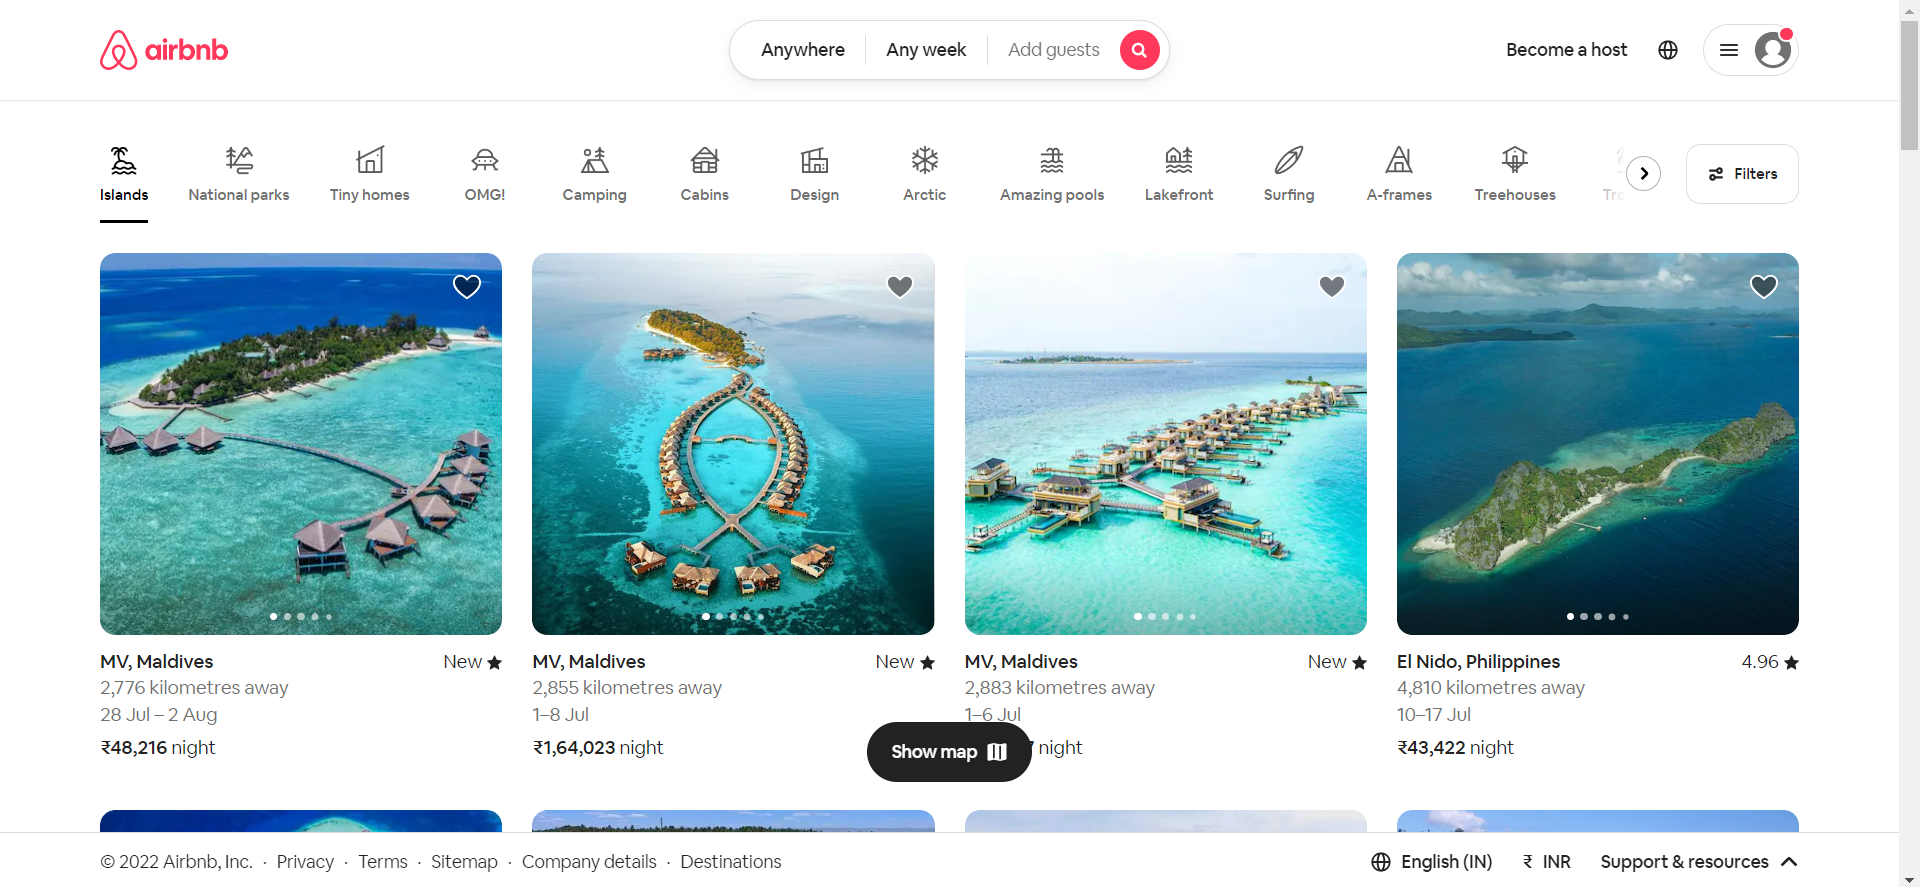 airbnb
Anywhere Any week Add guests
Become a host
Islands National parks Tiny homes OMG! Camping Cabins Design Arctic Amazing pools Lakefront Surfing A-frames Treehouses
Filters
MV, Maldives New
2,776 kilometres away
28 Jul – 2 Aug
₹48,216 night
MV, Maldives New
2,855 kilometres away
1–8 Jul
₹1,64,023 night
MV, Maldives New
2,883 kilometres away
1–6 Jul
night
El Nido, Philippines 4.96
4,810 kilometres away
10–17 Jul
₹43,422 night
Show map
© 2022 Airbnb, Inc. · Privacy · Terms · Sitemap · Company details · Destinations
English (IN) ₹ INR Support & resources